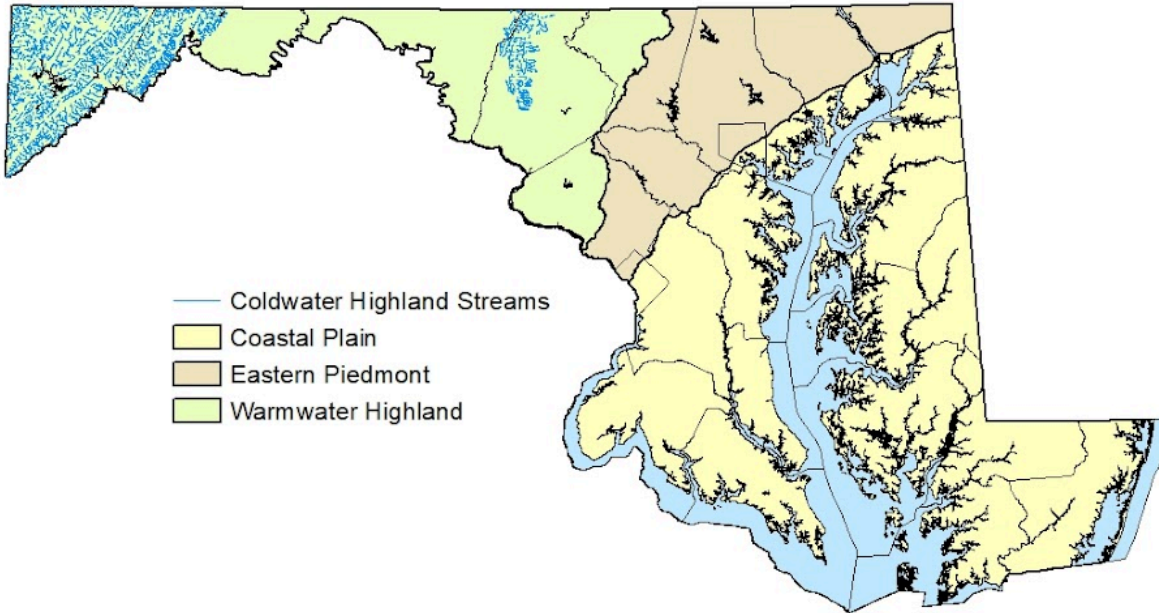 Coldwater Highland Streams
Coastal Plain
Eastern Piedmont
Warmwater Highland